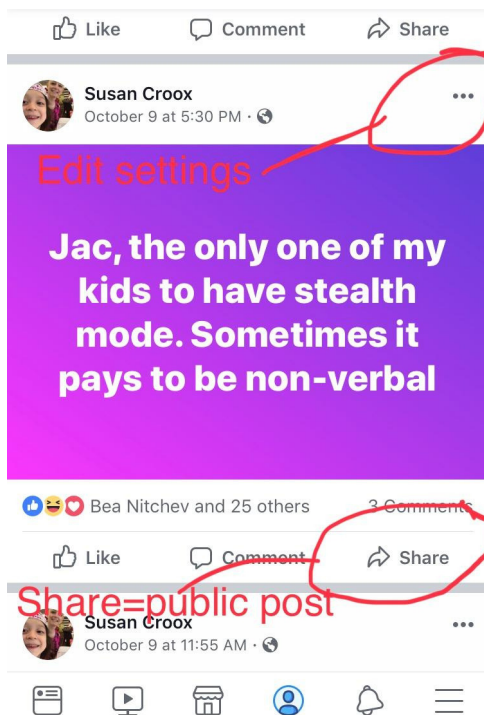 Like Comment Share
Susan Croox
October 9 at 5:30 PM ·
Edit settings
Jac, the only one of my
kids to have stealth
mode. Sometimes it
pays to be non-verbal
Bea Nitchev and 25 others 3 Comments
Like Comment Share
Share=public post
Susan Croox
October 9 at 11:55 AM ·